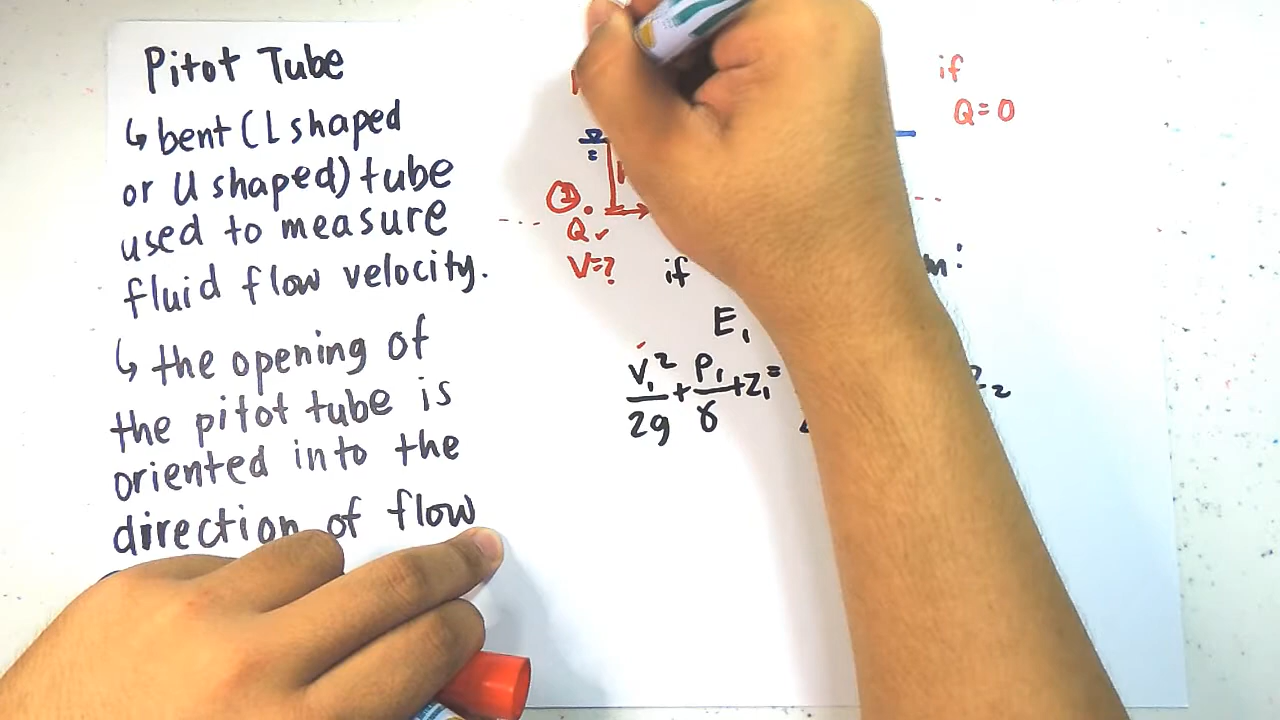 Pitot Tube
↳ bent (L shaped
or U shaped) tube
used to measure
fluid flow velocity.
↳ the opening of
the pitot tube is
oriented into the
direction of flow
if
Q=0
①
Q ✓
V=?
if
E₁
V₁²/2g + P₁/γ + Z₁ =